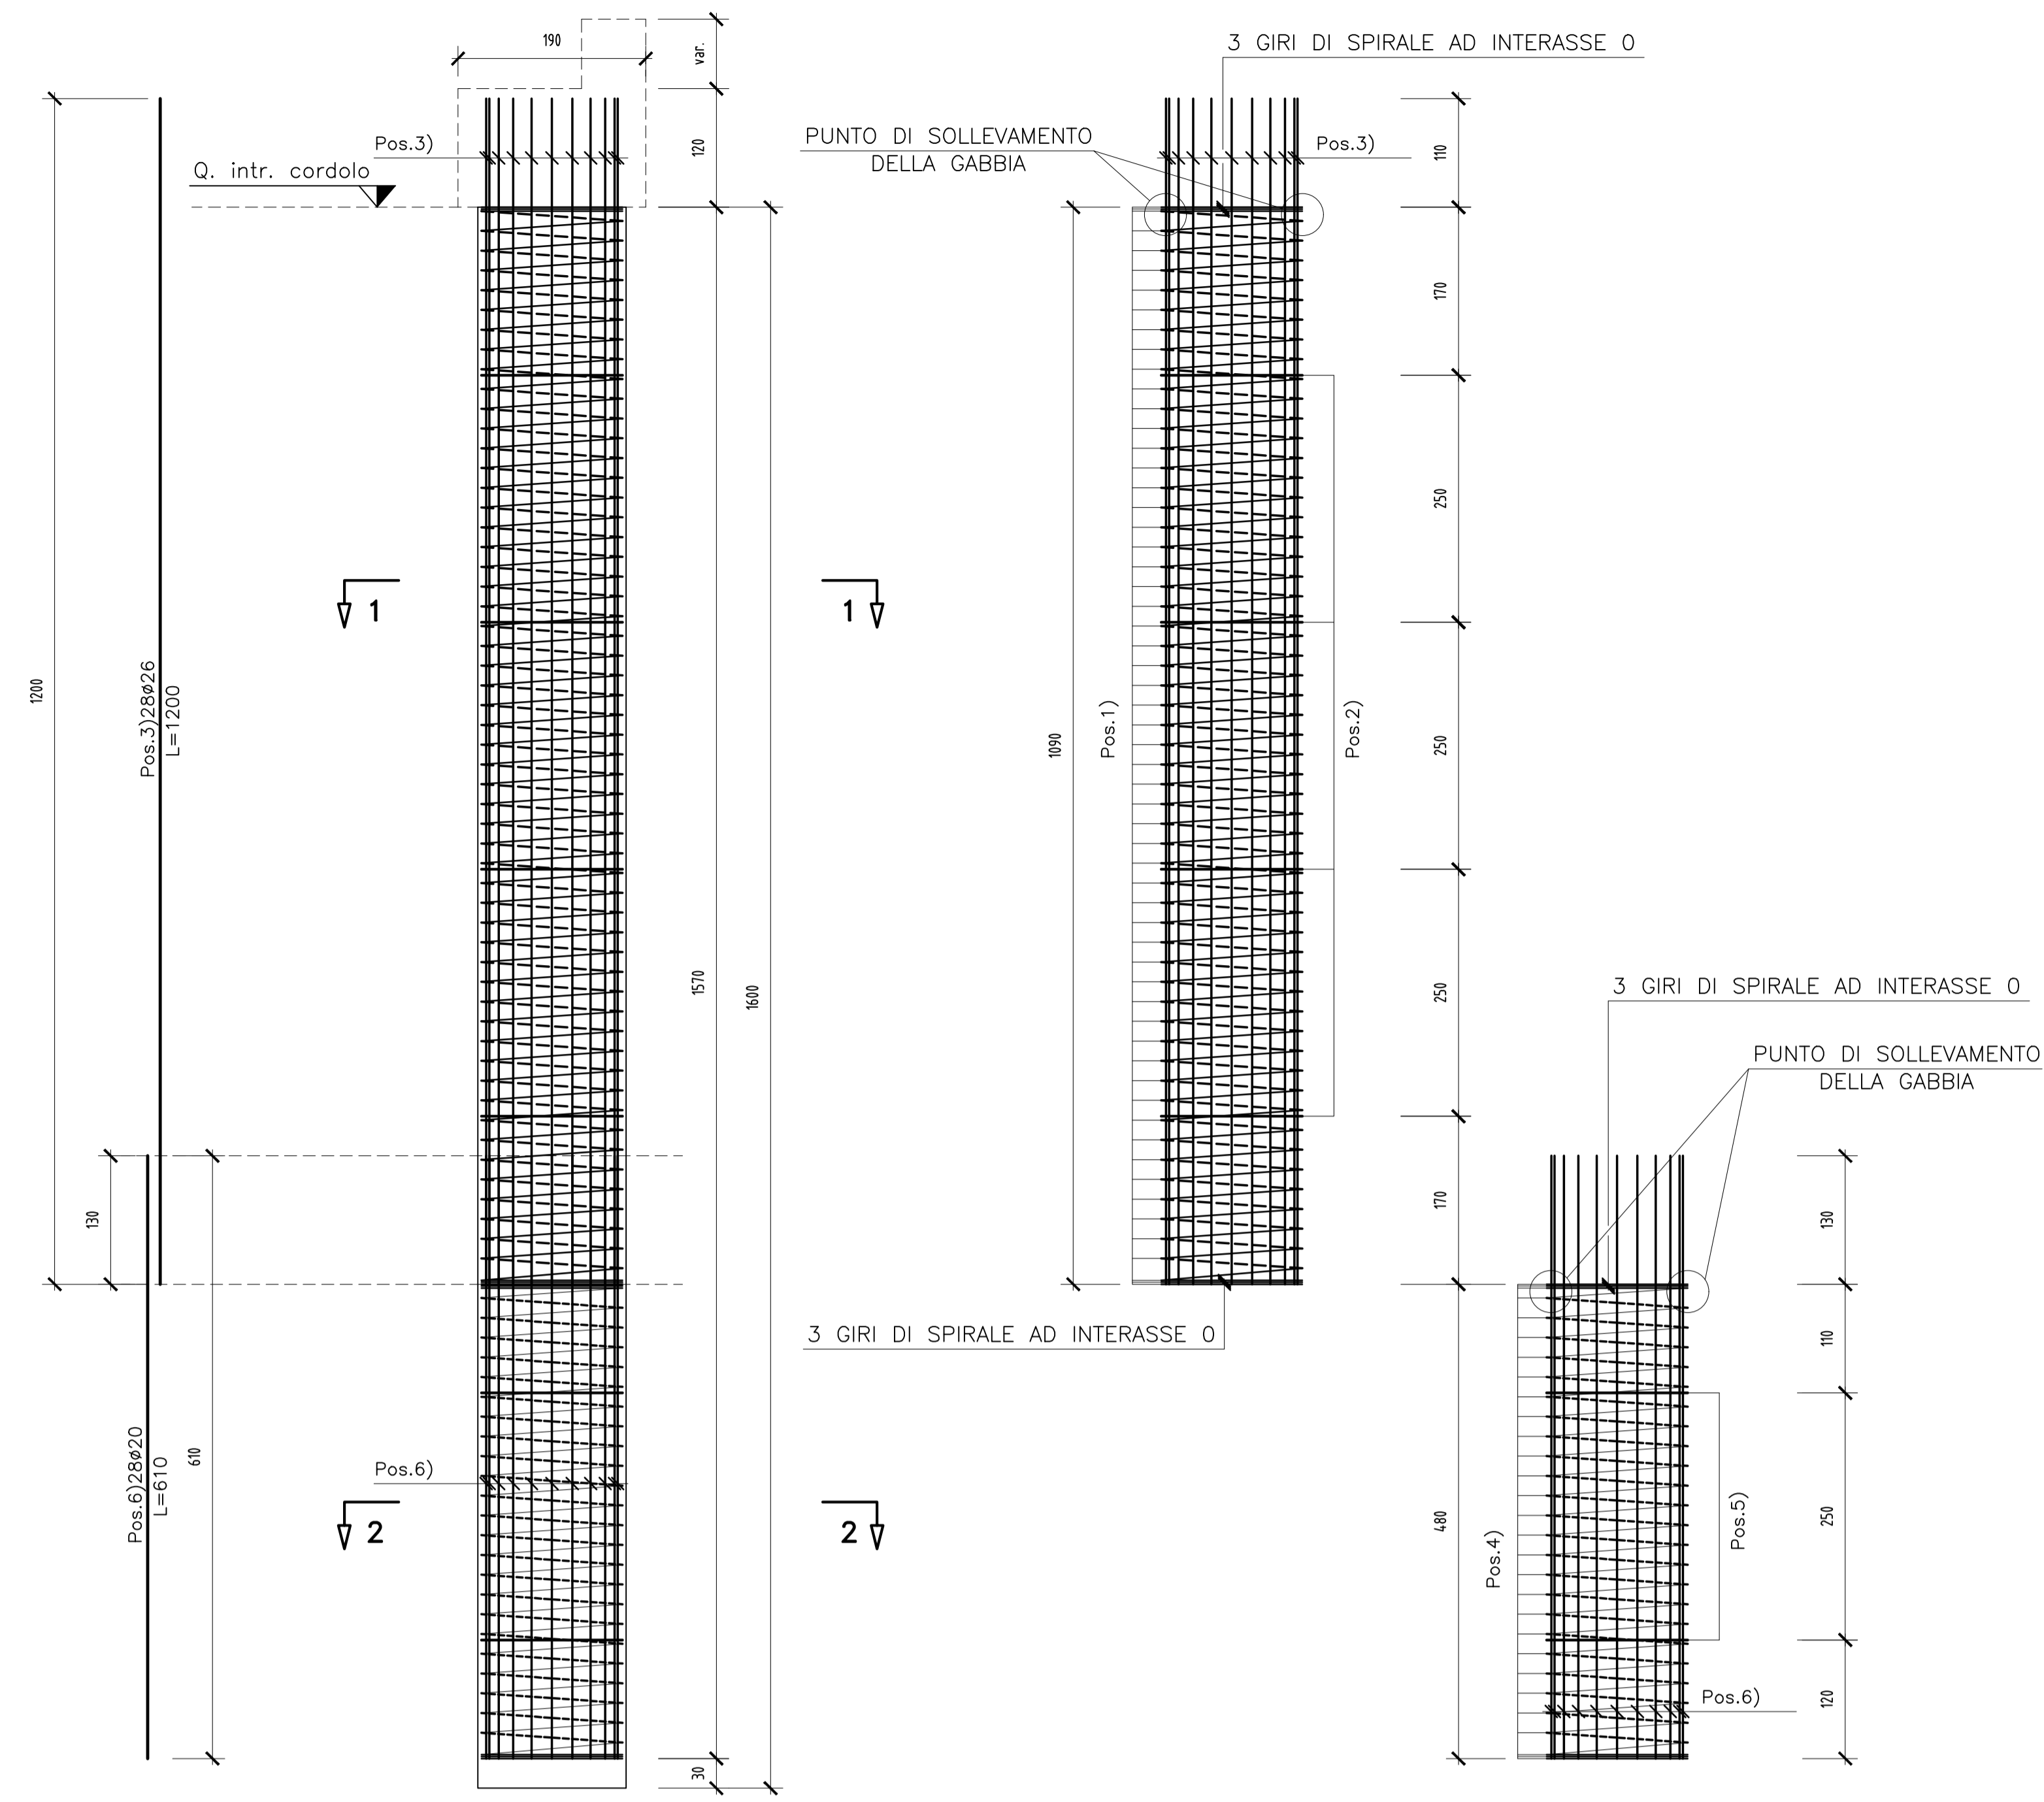 190
var.
3 GIRI DI SPIRALE AD INTERASSE 0
PUNTO DI SOLLEVAMENTO
DELLA GABBIA
Pos.3)
120
Pos.3)
110
Q. intr. cordolo
170
250
1
1
1200
Pos.3)28ø26
L=1200
1090
Pos.1)
Pos.2)
250
1570
1600
250
3 GIRI DI SPIRALE AD INTERASSE 0
PUNTO DI SOLLEVAMENTO
DELLA GABBIA
130
170
130
3 GIRI DI SPIRALE AD INTERASSE 0
110
Pos.6)28ø20
L=610
610
Pos.6)
2
2
480
Pos.4)
Pos.5)
250
Pos.6)
120
30